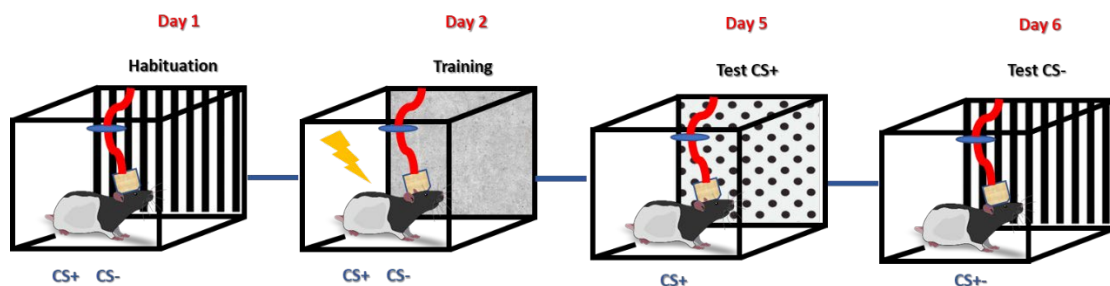 Day 1
Day 2
Day 5
Day 6
Habituation
Training
Test CS+
Test CS-
CS+ CS-
CS+ CS-
CS+
CS+-